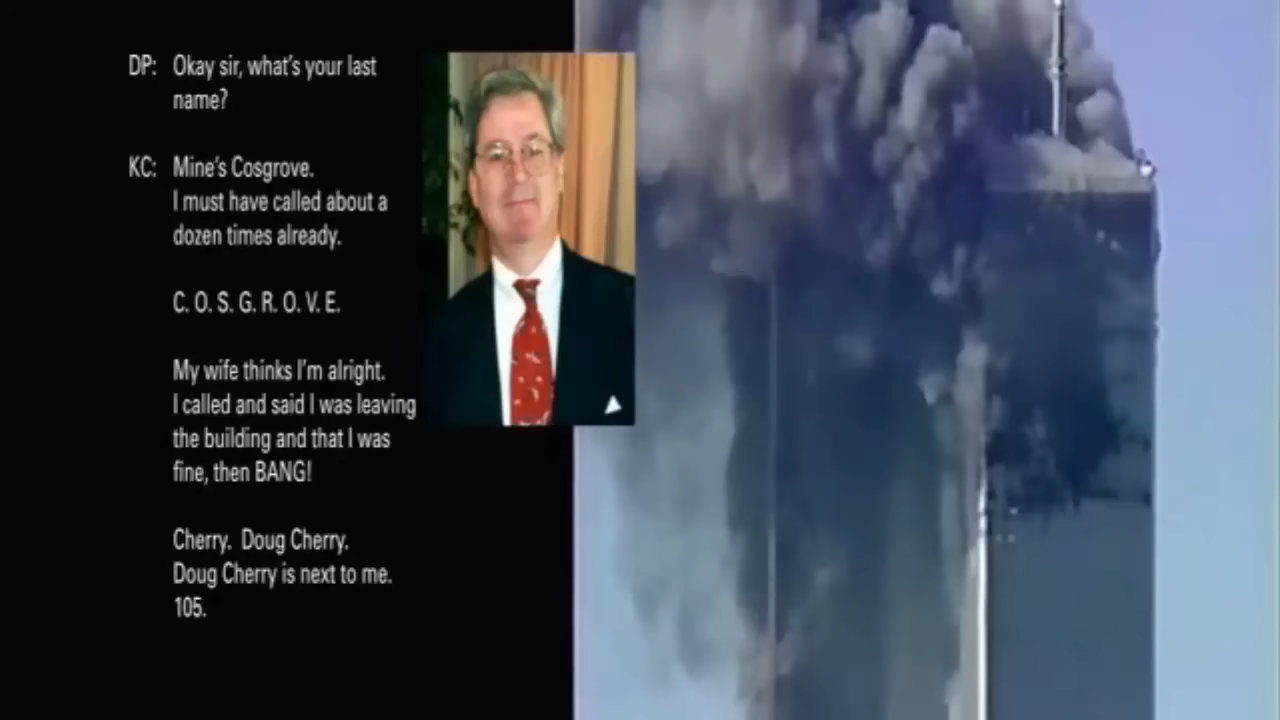 DP: Okay sir, what's your last
name?
KC: Mine's Cosgrove.
I must have called about a
dozen times already.
C. O. S. G. R. O. V. E.
My wife thinks I'm alright.
I called and said I was leaving
the building and that I was
fine, then BANG!
Cherry. Doug Cherry.
Doug Cherry is next to me.
105.